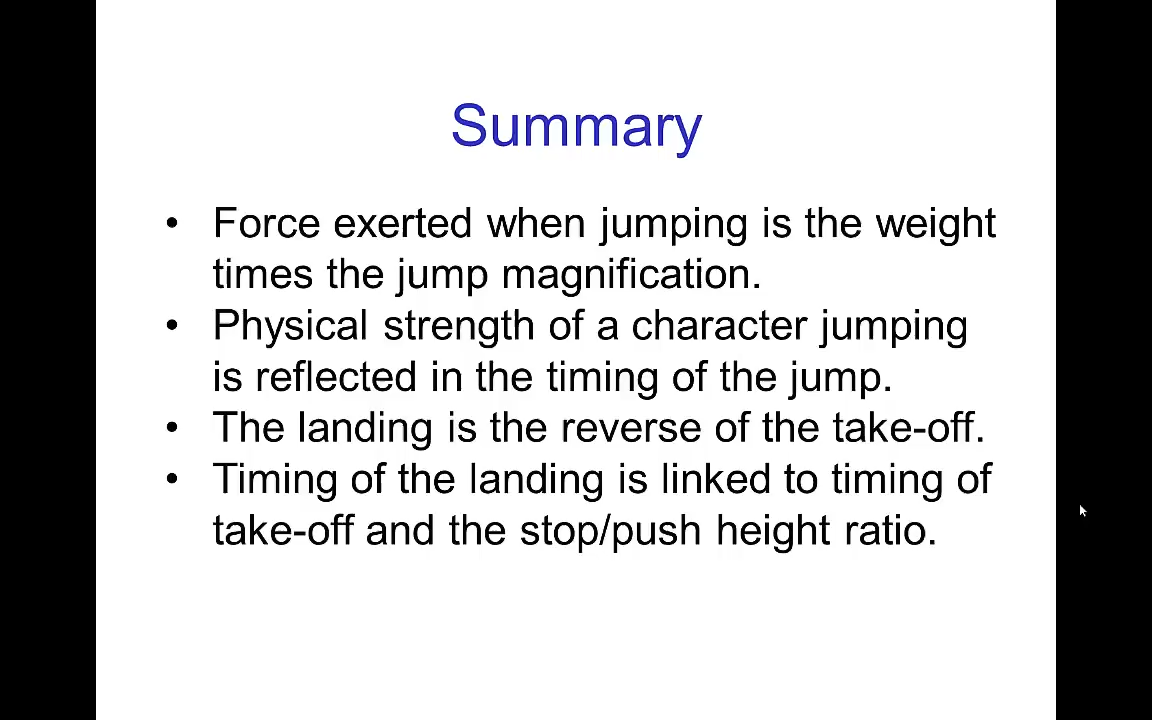 Summary
• Force exerted when jumping is the weight
times the jump magnification.
• Physical strength of a character jumping
is reflected in the timing of the jump.
• The landing is the reverse of the take-off.
• Timing of the landing is linked to timing of
take-off and the stop/push height ratio.